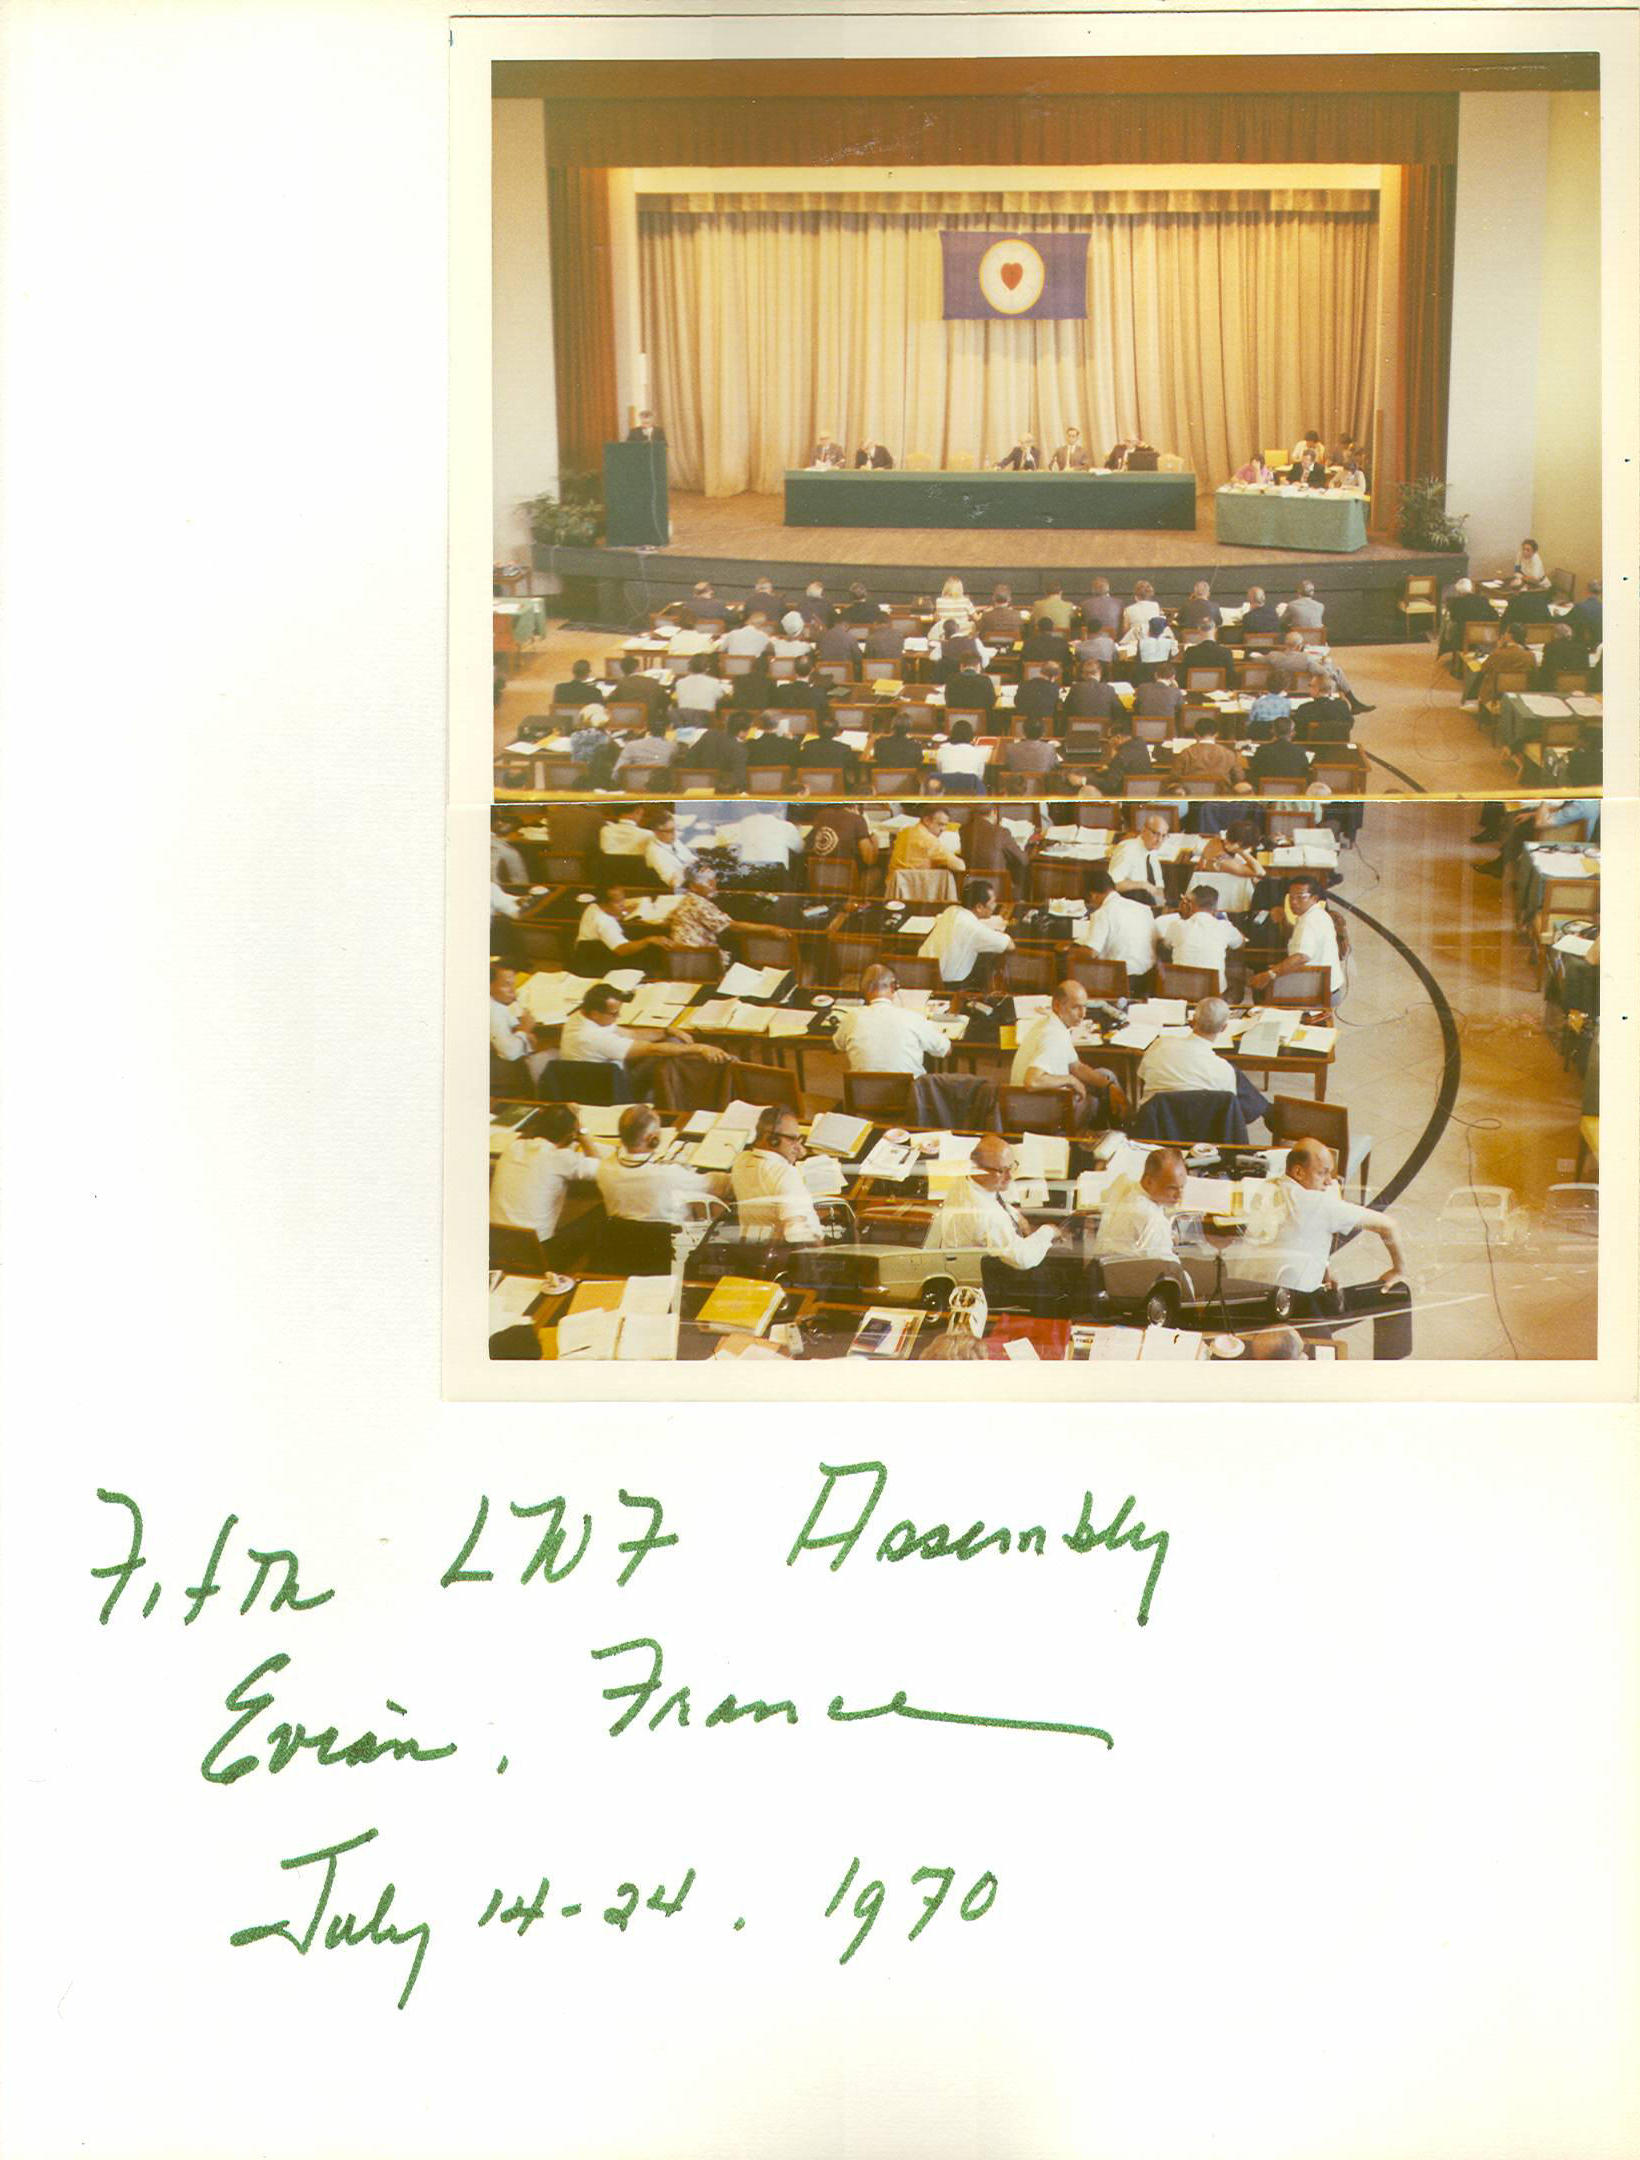 Fifth LWF Assembly
Evian, France
July 14-24, 1970